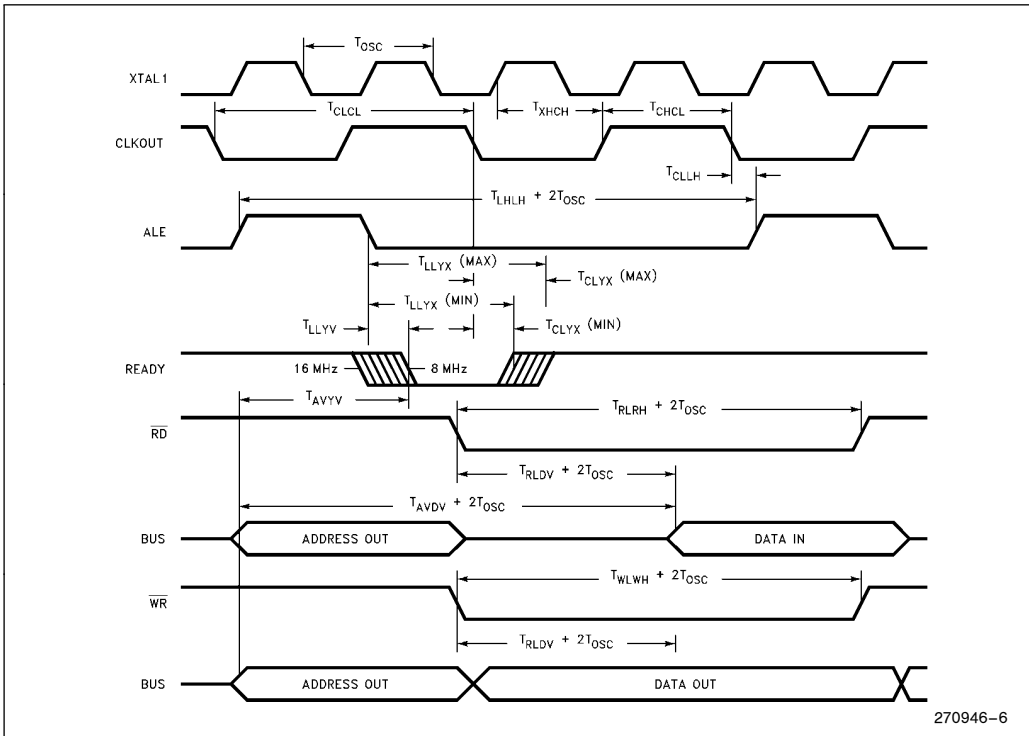 T_OSC
XTAL1
T_CLCL
T_XHCH
T_CHCL
CLKOUT
T_CLLH
T_LHLH + 2T_OSC
ALE
T_LLYX (MAX)
T_CLYX (MAX)
T_LLYX (MIN)
T_LLYV
T_CLYX (MIN)
READY
16 MHz
8 MHz
T_AVYV
T_RLRH + 2T_OSC
RD
T_RLDV + 2T_OSC
T_AVDV + 2T_OSC
BUS
ADDRESS OUT
DATA IN
T_WLWH + 2T_OSC
WR
T_RLDV + 2T_OSC
BUS
ADDRESS OUT
DATA OUT
270946–6